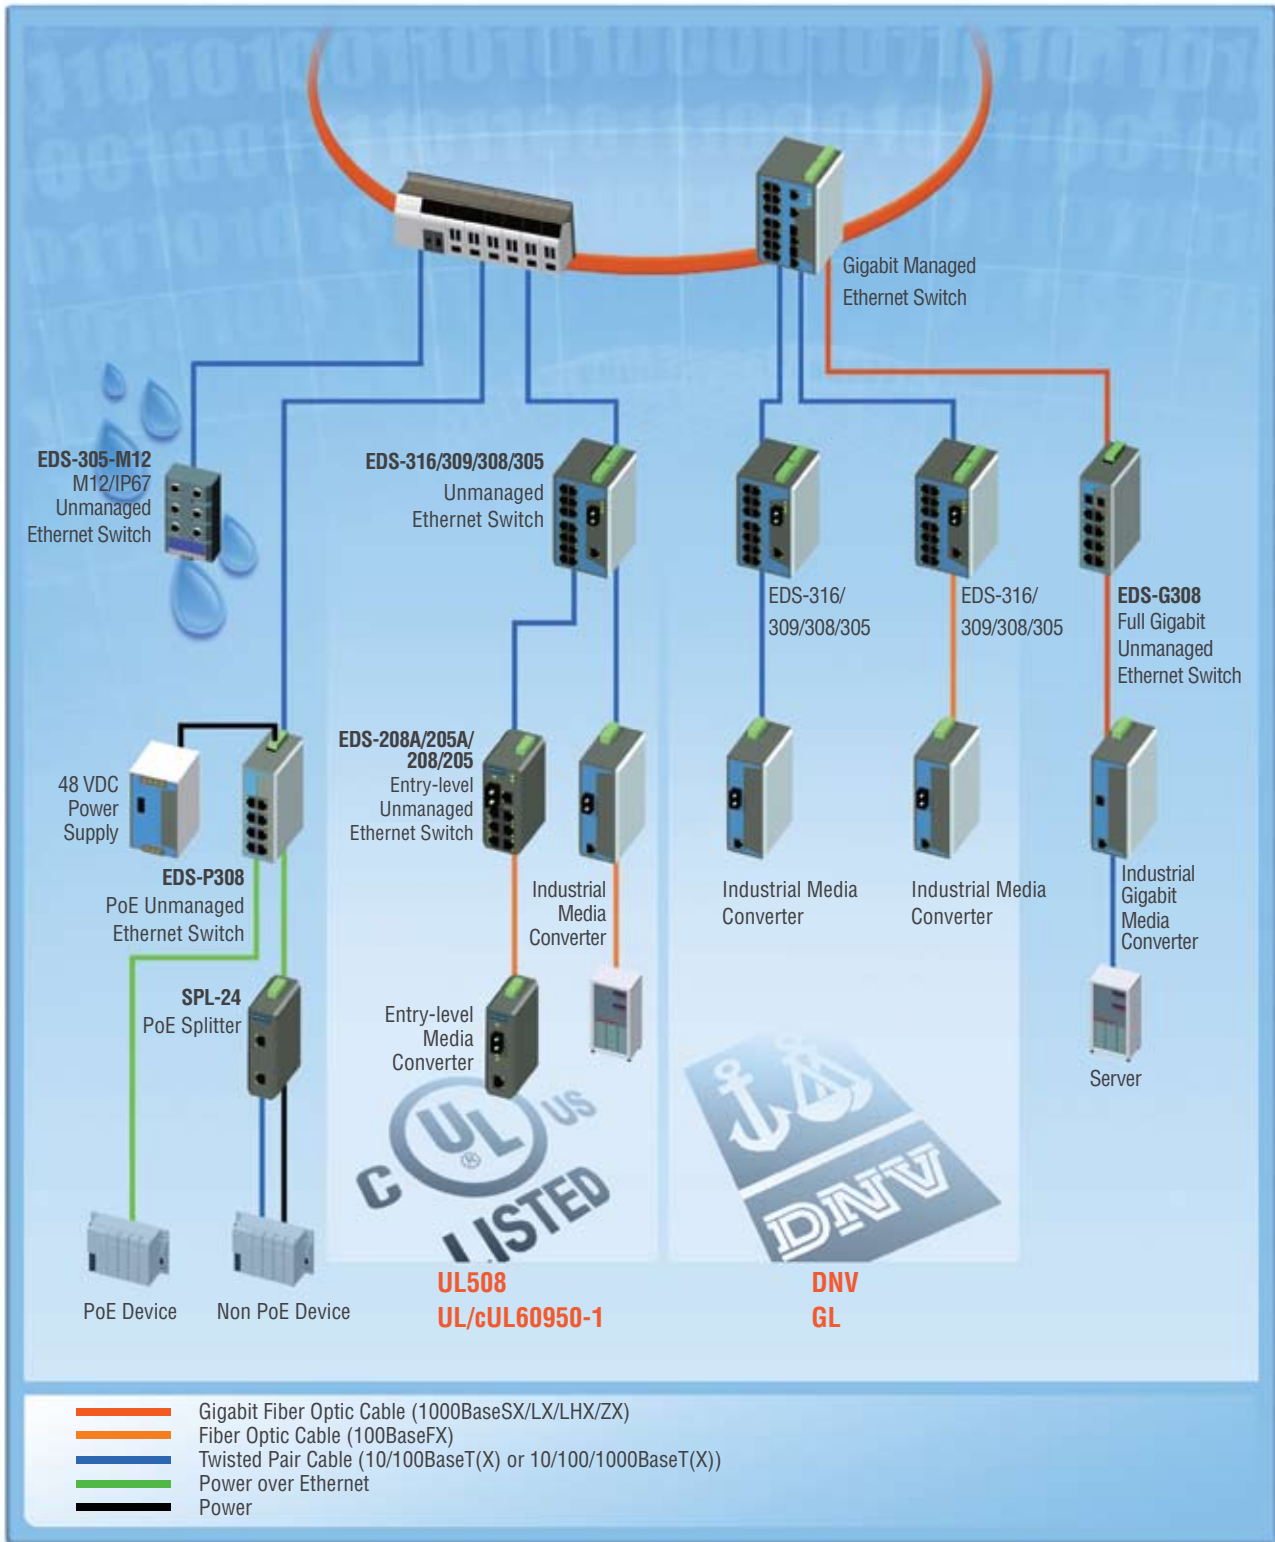 Gigabit Managed
Ethernet Switch
EDS-305-M12
M12/IP67
Unmanaged
Ethernet Switch
EDS-316/309/308/305
Unmanaged
Ethernet Switch
EDS-316/
309/308/305
EDS-316/
309/308/305
EDS-G308
Full Gigabit
Unmanaged
Ethernet Switch
48 VDC
Power
Supply
EDS-P308
PoE Unmanaged
Ethernet Switch
EDS-208A/205A/
208/205
Entry-level
Unmanaged
Ethernet Switch
Industrial
Media
Converter
Industrial Media
Converter
Industrial Media
Converter
Industrial
Gigabit
Media
Converter
SPL-24
PoE Splitter
Entry-level
Media
Converter
Server
C UL US
®
LISTED
DNV
PoE Device
Non PoE Device
UL508
UL/cUL60950-1
DNV
GL
Gigabit Fiber Optic Cable (1000BaseSX/LX/LHX/ZX)
Fiber Optic Cable (100BaseFX)
Twisted Pair Cable (10/100BaseT(X) or 10/100/1000BaseT(X))
Power over Ethernet
Power